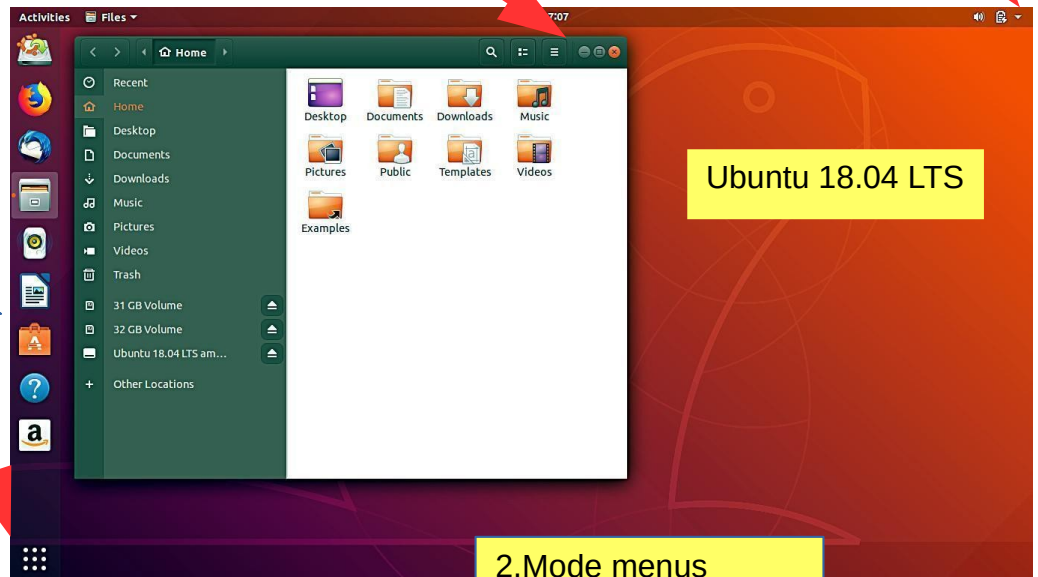 Activities Files 7:07
Home
Recent
Home
Desktop
Documents
Downloads
Music
Pictures
Videos
Trash
31 GB Volume
32 GB Volume
Ubuntu 18.04 LTS am...
Other Locations
Desktop Documents Downloads Music
Pictures Public Templates Videos
Examples
Ubuntu 18.04 LTS
a
2.Mode menus